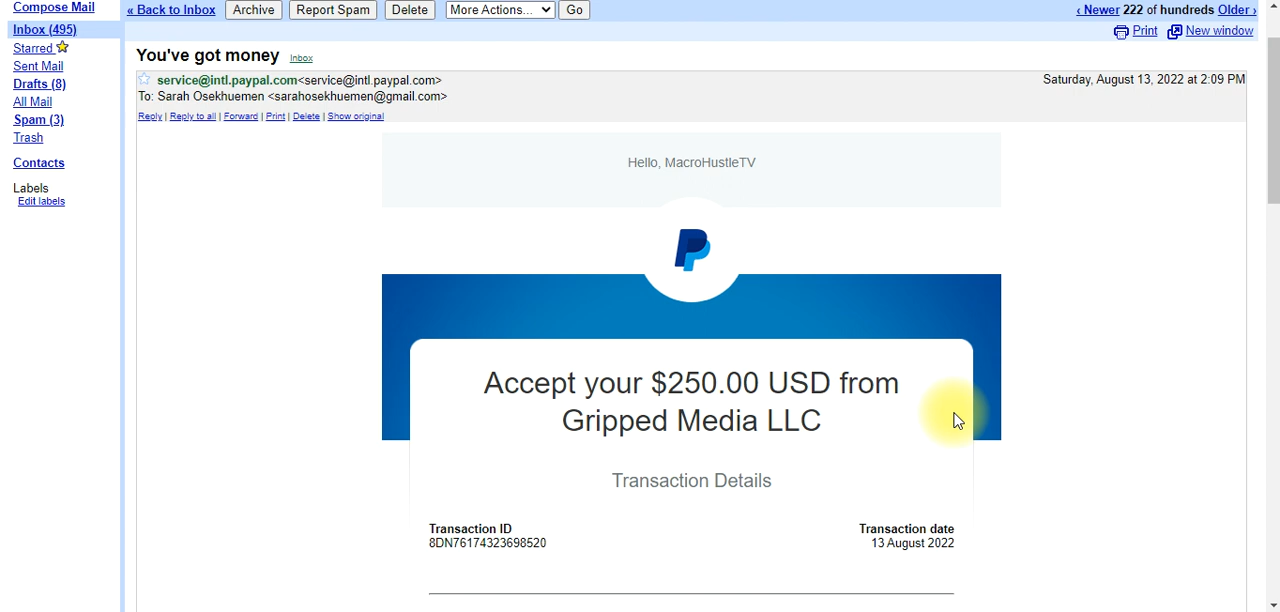 Compose Mail
Inbox (495)
Starred
Sent Mail
Drafts (8)
All Mail
Spam (3)
Trash
Contacts
Labels
Edit labels
« Back to Inbox Archive Report Spam Delete More Actions... Go ‹ Newer 222 of hundreds Older ›
Print New window
You've got money Inbox
service@intl.paypal.com<service@intl.paypal.com> Saturday, August 13, 2022 at 2:09 PM
To: Sarah Osekhuemen <sarahosekhuemen@gmail.com>
Reply | Reply to all | Forward | Print | Delete | Show original
Hello, MacroHustleTV
Accept your $250.00 USD from
Gripped Media LLC
Transaction Details
Transaction ID Transaction date
8DN76174323698520 13 August 2022